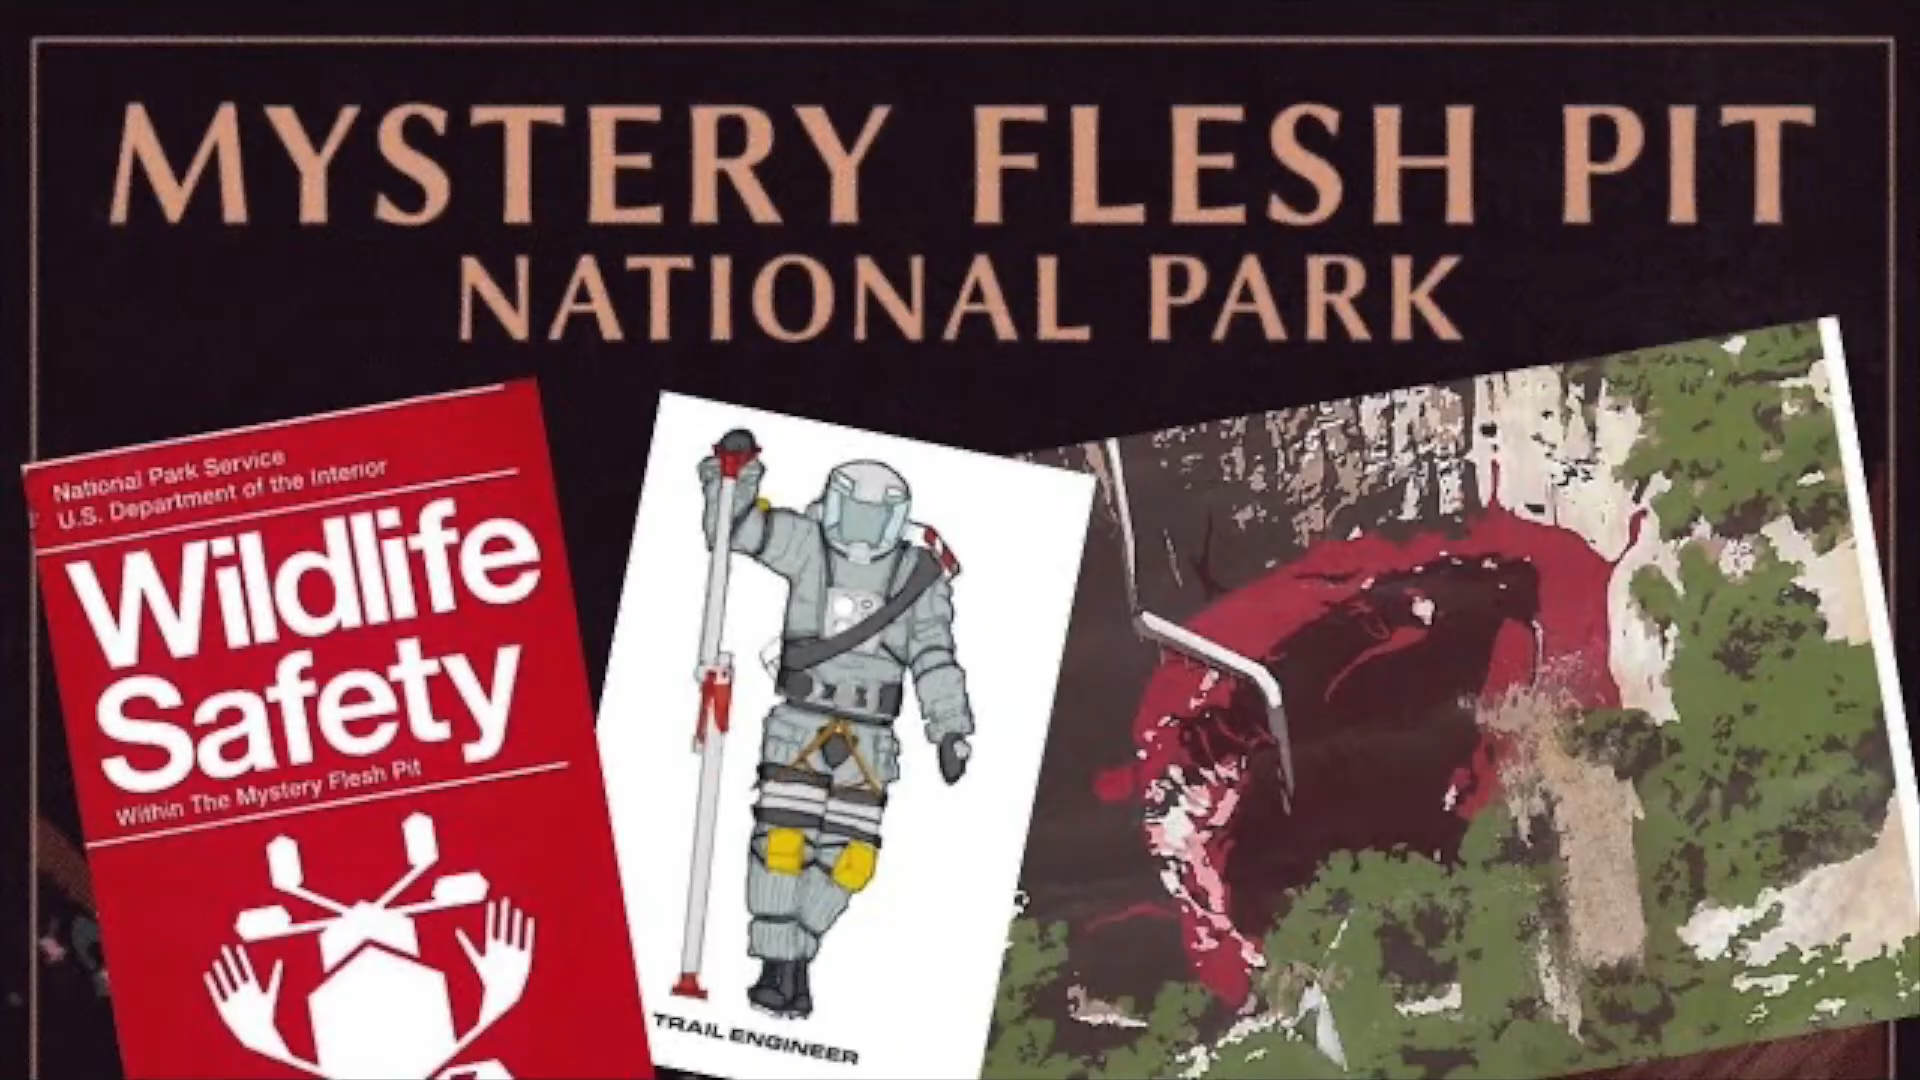 MYSTERY FLESH PIT
NATIONAL PARK
National Park Service
U.S. Department of the Interior
Wildlife
Safety
Within The Mystery Flesh Pit
TRAIL ENGINEER